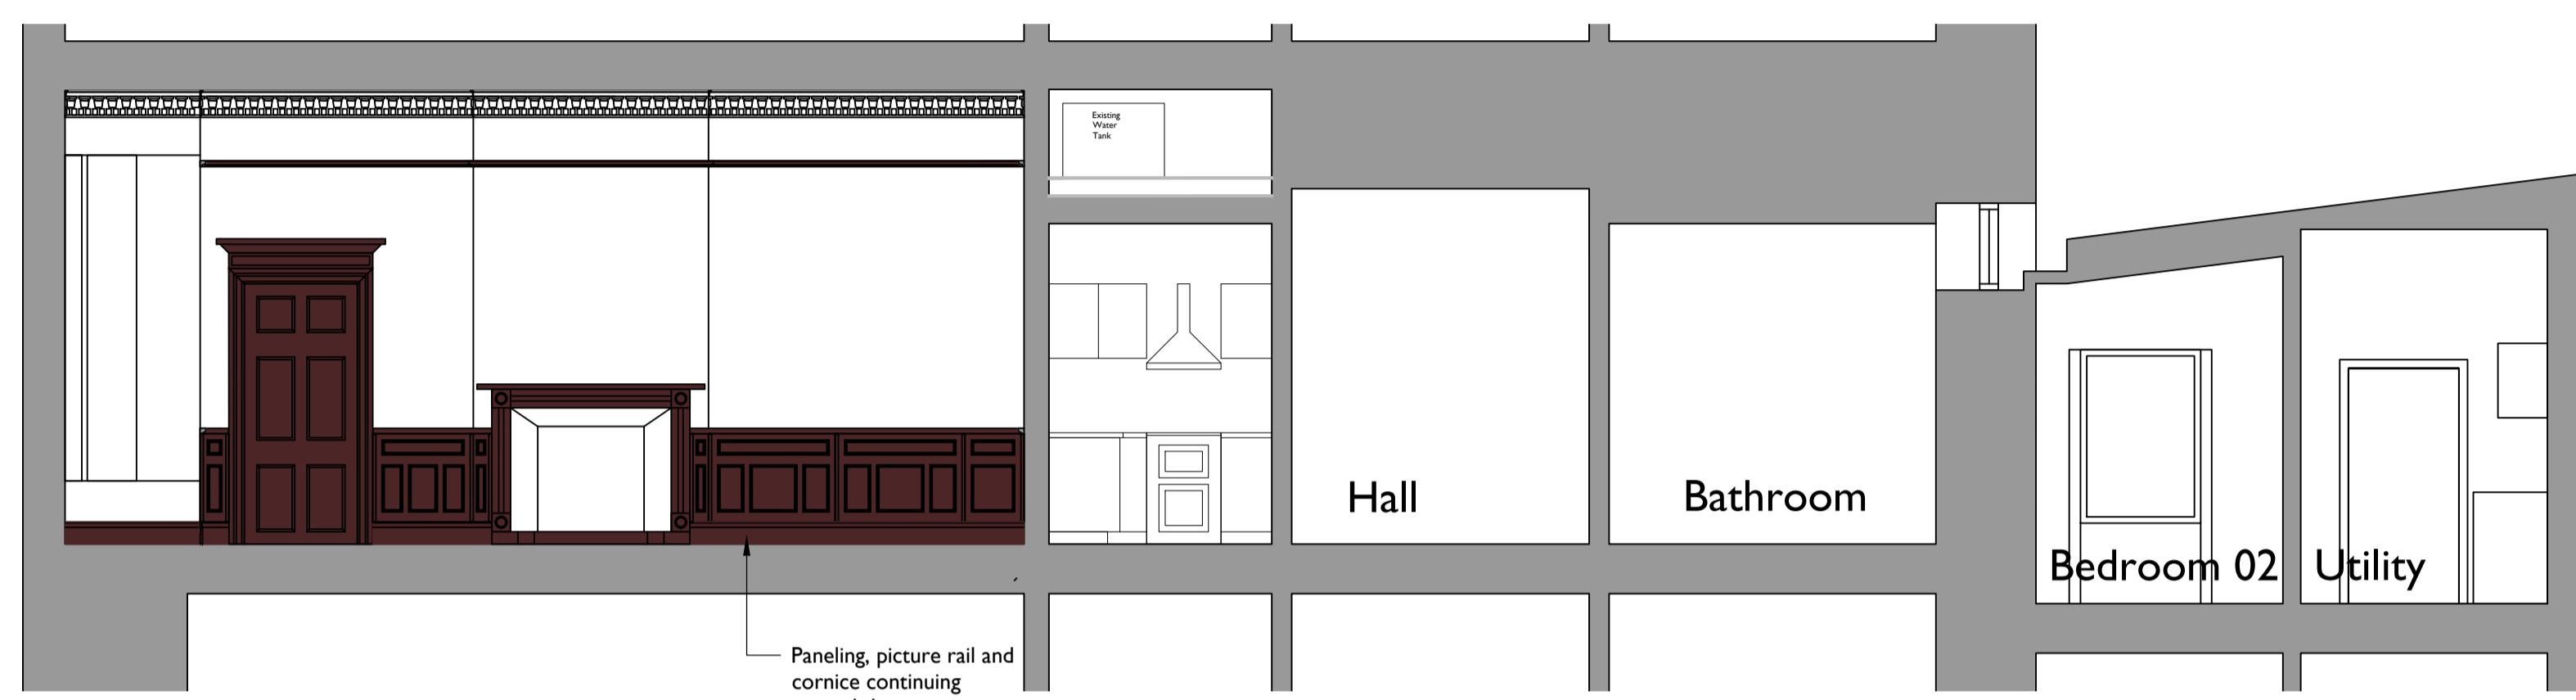 Existing
Water
Tank
Hall
Bathroom
Bedroom 02
Utility
Paneling, picture rail and
cornice continuing